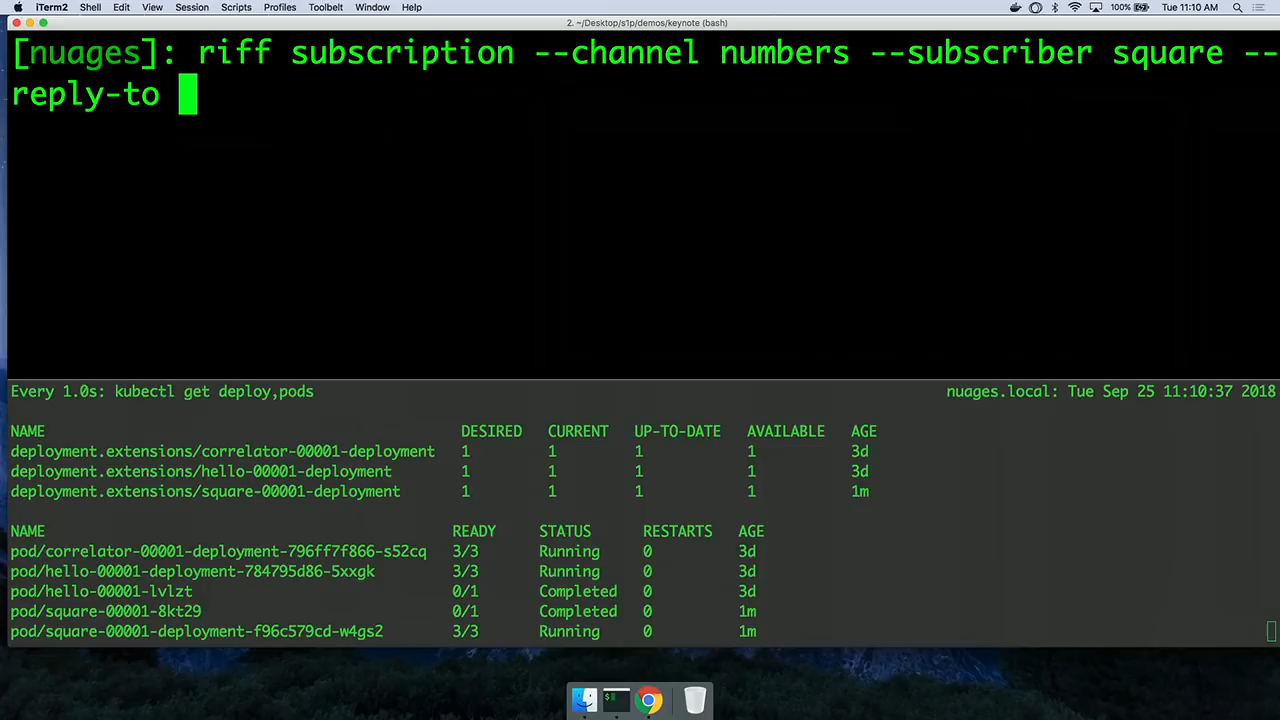 iTerm2 Shell Edit View Session Scripts Profiles Toolbelt Window Help 100% Tue 11:10 AM
2. ~/Desktop/s1p/demos/keynote (bash)
[nuages]: riff subscription --channel numbers --subscriber square --
reply-to
Every 1.0s: kubectl get deploy,pods nuages.local: Tue Sep 25 11:10:37 2018
NAME DESIRED CURRENT UP-TO-DATE AVAILABLE AGE
deployment.extensions/correlator-00001-deployment 1 1 1 1 3d
deployment.extensions/hello-00001-deployment 1 1 1 1 3d
deployment.extensions/square-00001-deployment 1 1 1 1 1m
NAME READY STATUS RESTARTS AGE
pod/correlator-00001-deployment-796ff7f866-s52cq 3/3 Running 0 3d
pod/hello-00001-deployment-784795d86-5xxgk 3/3 Running 0 3d
pod/hello-00001-lvlzt 0/1 Completed 0 3d
pod/square-00001-8kt29 0/1 Completed 0 1m
pod/square-00001-deployment-f96c579cd-w4gs2 3/3 Running 0 1m